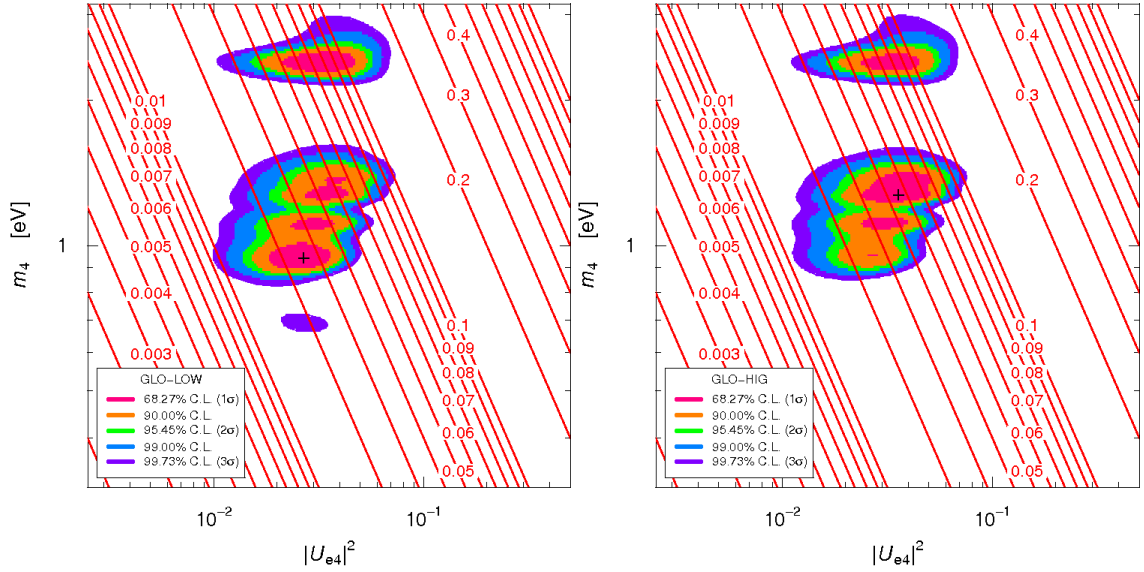 0.4
0.3
0.2
0.01
0.009
0.008
0.007
0.006
0.005
0.004
0.003
0.1
0.09
0.08
0.07
0.06
0.05
1
m₄ [eV]
GLO−LOW
68.27% C.L. (1σ)
90.00% C.L.
95.45% C.L. (2σ)
99.00% C.L.
99.73% C.L. (3σ)
10⁻² 10⁻¹
|Ue4|²
0.4
0.3
0.2
0.01
0.009
0.008
0.007
0.006
0.005
0.004
0.003
0.1
0.09
0.08
0.07
0.06
0.05
1
m₄ [eV]
GLO−HIG
68.27% C.L. (1σ)
90.00% C.L.
95.45% C.L. (2σ)
99.00% C.L.
99.73% C.L. (3σ)
10⁻² 10⁻¹
|Ue4|²